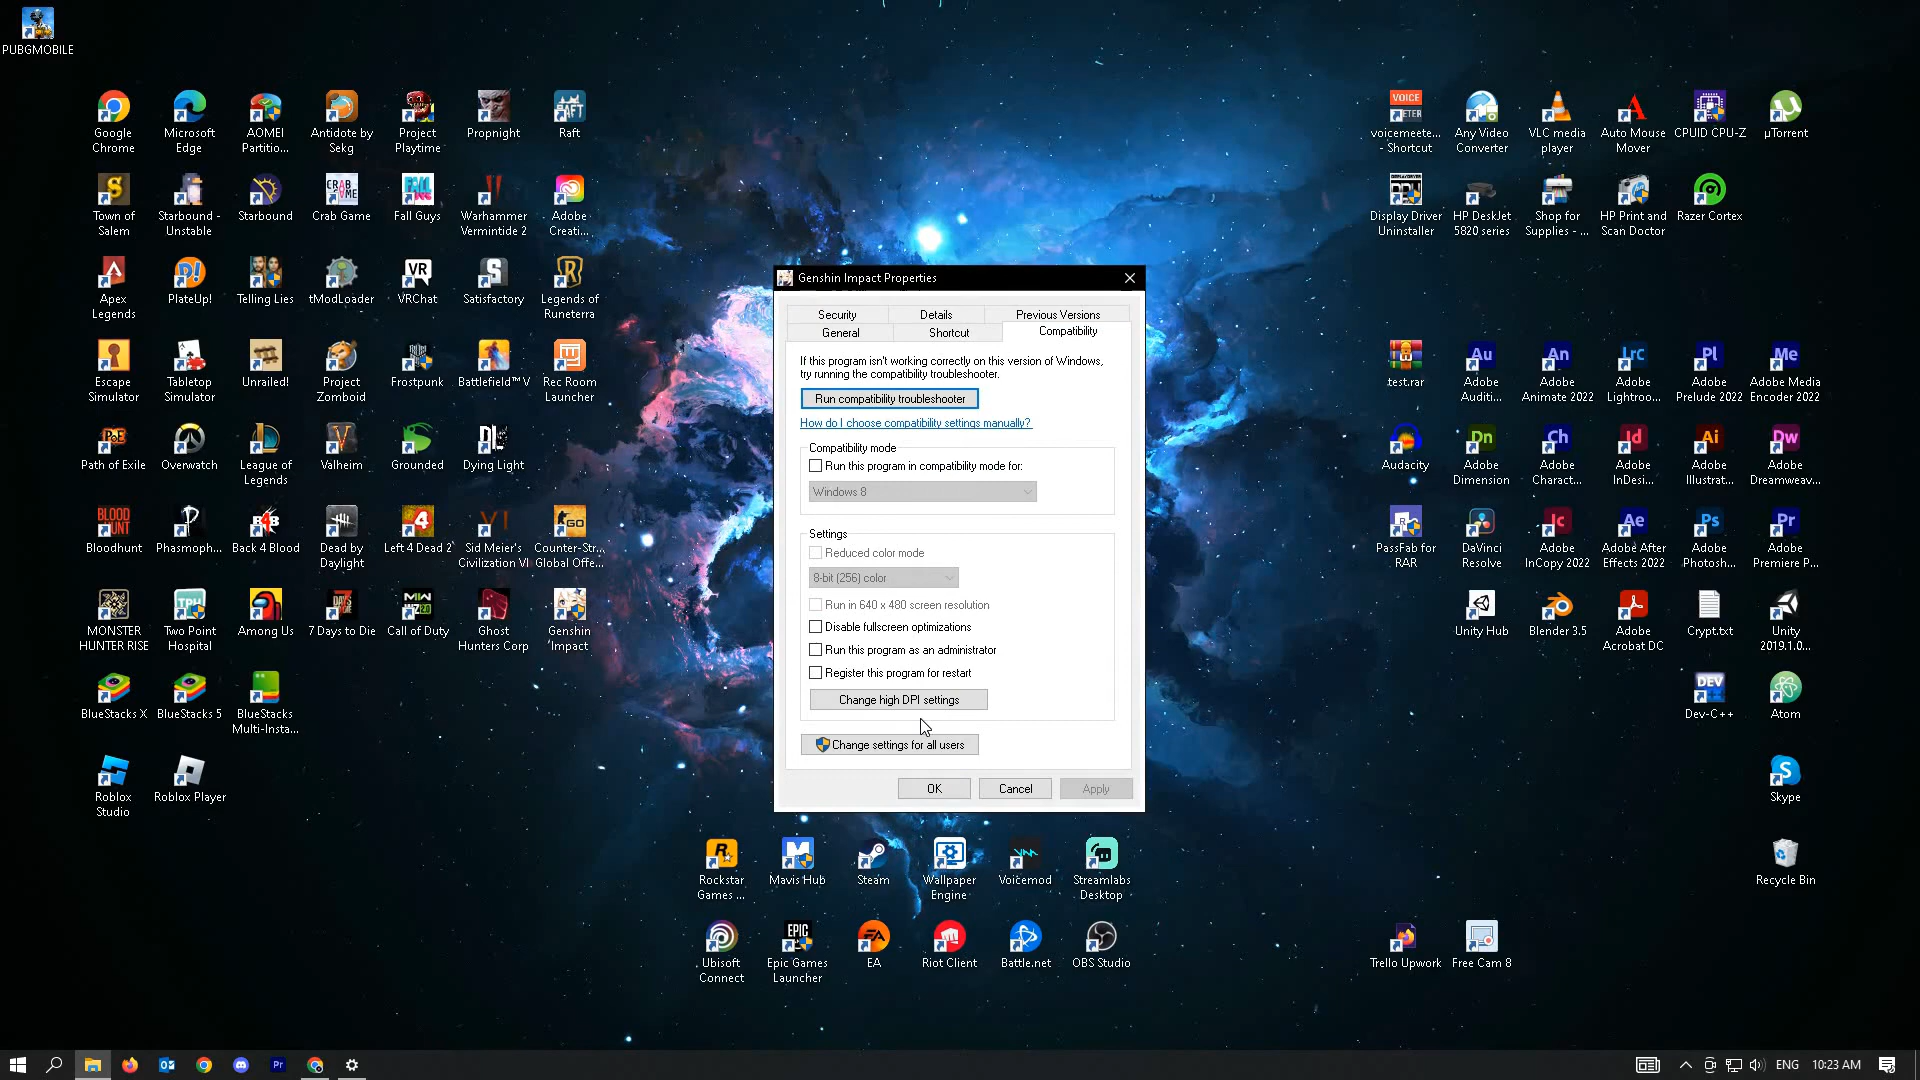 PUBGMOBILE
Google
Chrome
Microsoft
Edge
AOMEI
Partitio...
Antidote by
Sekg
Project
Playtime
Propnight
Raft
Town of
Salem
Starbound -
Unstable
Starbound
Crab Game
Fall Guys
Warhammer
Vermintide 2
Adobe
Creati...
Apex
Legends
PlateUp!
Telling Lies
tModLoader
VRChat
Satisfactory
Legends of
Runeterra
Escape
Simulator
Tabletop
Simulator
Unrailed!
Project
Zomboid
Frostpunk
Battlefield™ V
Rec Room
Launcher
Path of Exile
Overwatch
League of
Legends
Valheim
Grounded
Dying Light
Bloodhunt
Phasmoph...
Back 4 Blood
Dead by
Daylight
Left 4 Dead 2
Sid Meier's
Civilization VI
Counter-Str...
Global Offe...
MONSTER
HUNTER RISE
Two Point
Hospital
Among Us
7 Days to Die
Call of Duty
Ghost
Hunters Corp
Genshin
Impact
BlueStacks X
BlueStacks 5
BlueStacks
Multi-Insta...
Roblox
Studio
Roblox Player
Genshin Impact Properties
Security
Details
Previous Versions
General
Shortcut
Compatibility
If this program isn't working correctly on this version of Windows,
try running the compatibility troubleshooter.
Run compatibility troubleshooter
How do I choose compatibility settings manually?
Compatibility mode
Run this program in compatibility mode for:
Windows 8
Settings
Reduced color mode
8-bit (256) color
Run in 640 x 480 screen resolution
Disable fullscreen optimizations
Run this program as an administrator
Register this program for restart
Change high DPI settings
Change settings for all users
OK
Cancel
Apply
voicemeete...
- Shortcut
Any Video
Converter
VLC media
player
Auto Mouse
Mover
CPUID CPU-Z
µTorrent
Display Driver
Uninstaller
HP DeskJet
5820 series
Shop for
Supplies - ...
HP Print and
Scan Doctor
Razer Cortex
test.rar
Adobe
Auditi...
Adobe
Animate 2022
Adobe
Lightroo...
Adobe
Prelude 2022
Adobe Media
Encoder 2022
Audacity
Adobe
Dimension
Adobe
Charact...
Adobe
InDesi...
Adobe
Illustrat...
Adobe
Dreamweav...
PassFab for
RAR
DaVinci
Resolve
Adobe
InCopy 2022
Adobe After
Effects 2022
Adobe
Photosh...
Adobe
Premiere P...
Unity Hub
Blender 3.5
Adobe
Acrobat DC
Crypt.txt
Unity
2019.1.0...
Dev-C++
Atom
Skype
Recycle Bin
Rockstar
Games ...
Mavis Hub
Steam
Wallpaper
Engine
Voicemod
Streamlabs
Desktop
Ubisoft
Connect
Epic Games
Launcher
EA
Riot Client
Battle.net
OBS Studio
Trello Upwork
Free Cam 8
ENG
10:23 AM